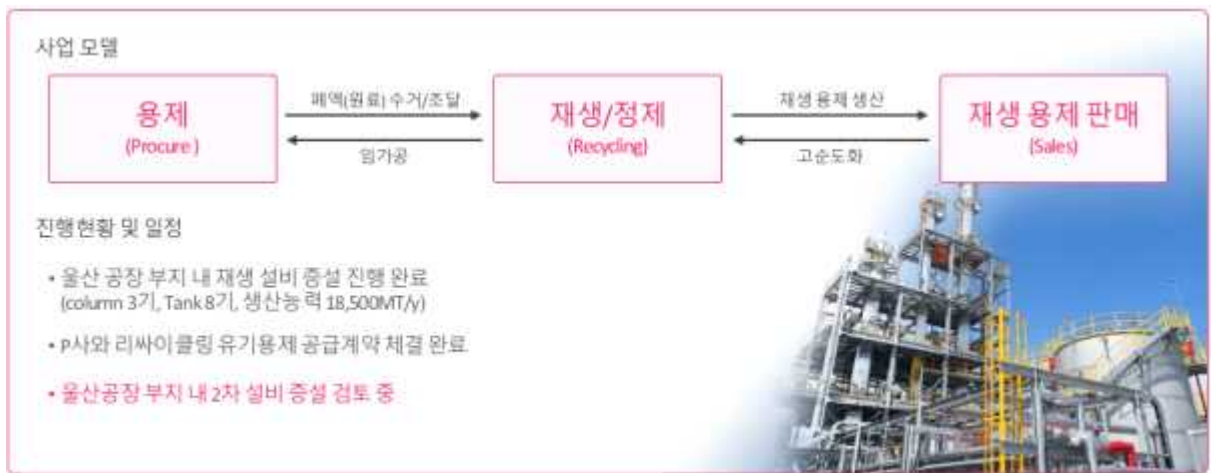 사업 모델
용제
(Procure)
폐액(원료) 수거/조달
임가공
재생/정제
(Recycling)
재생 용제 생산
고순도화
재생 용제 판매
(Sales)
진행현황 및 일정
• 울산 공장 부지 내 재생 설비 증설 진행 완료
(column 3기, Tank 8기, 생산능력 18,500MT/y)
• P사와 리싸이클링 유기용제 공급계약 체결 완료
• 울산공장 부지 내 2차 설비 증설 검토 중